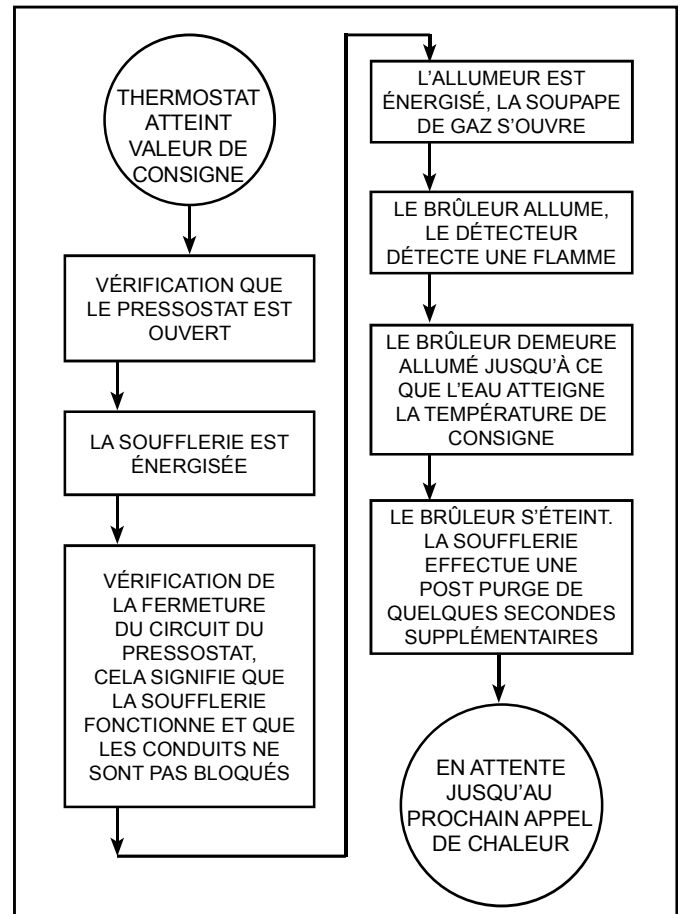 THERMOSTAT
ATTEINT
VALEUR DE
CONSIGNE
VÉRIFICATION QUE
LE PRESSOSTAT EST
OUVERT
LA SOUFFLERIE EST
ÉNERGISÉE
VÉRIFICATION DE
LA FERMETURE
DU CIRCUIT DU
PRESSOSTAT,
CELA SIGNIFIE QUE
LA SOUFFLERIE
FONCTIONNE ET QUE
LES CONDUITS NE
SONT PAS BLOQUÉS
L'ALLUMEUR EST
ÉNERGISÉ, LA SOUPAPE
DE GAZ S'OUVRE
LE BRÛLEUR ALLUME,
LE DÉTECTEUR
DÉTECTE UNE FLAMME
LE BRÛLEUR DEMEURE
ALLUMÉ JUSQU'À CE
QUE L'EAU ATTEIGNE
LA TEMPÉRATURE DE
CONSIGNE
LE BRÛLEUR S'ÉTEINT.
LA SOUFFLERIE
EFFECTUE UNE
POST PURGE DE
QUELQUES SECONDES
SUPPLÉMENTAIRES
EN ATTENTE
JUSQU'AU
PROCHAIN APPEL
DE CHALEUR